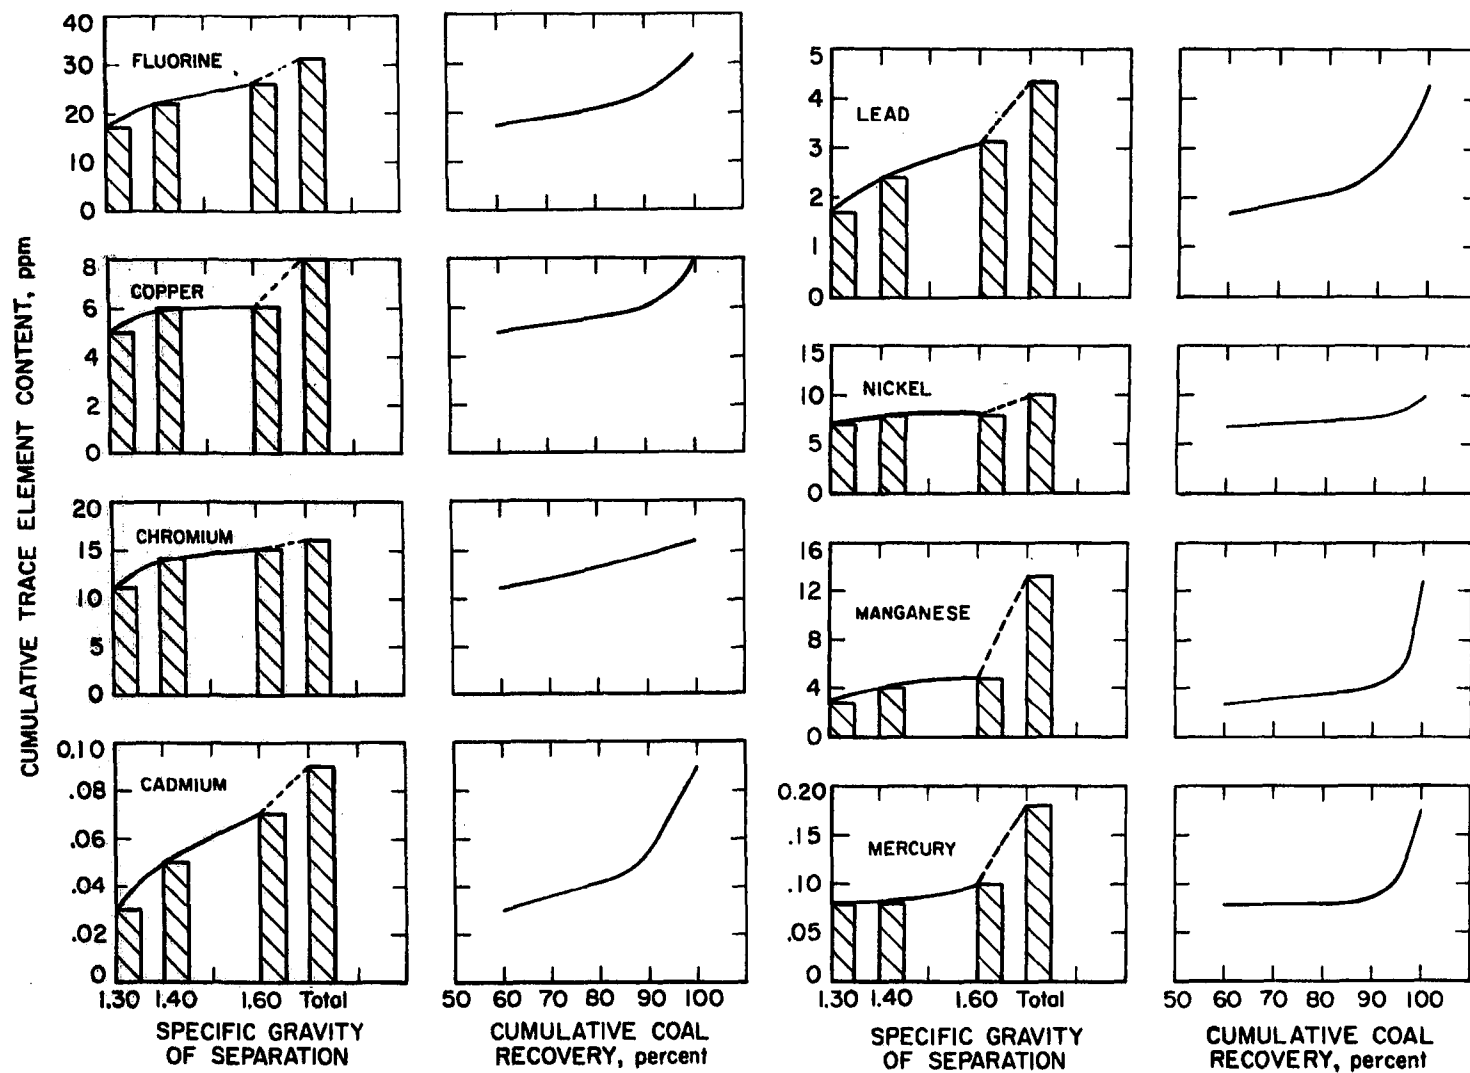 CUMULATIVE TRACE ELEMENT CONTENT, ppm
40
30
20
10
0
FLUORINE
8
6
4
2
0
COPPER
20
15
10
5
0
CHROMIUM
0.10
.08
.06
.04
.02
0
CADMIUM
1.30 1.40 1.60 Total
SPECIFIC GRAVITY
OF SEPARATION
50 60 70 80 90 100
CUMULATIVE COAL
RECOVERY, percent
5
4
3
2
1
0
LEAD
15
10
5
0
NICKEL
16
12
8
4
0
MANGANESE
0.20
.15
.10
.05
0
MERCURY
1.30 1.40 1.60 Total
SPECIFIC GRAVITY
OF SEPARATION
50 60 70 80 90 100
CUMULATIVE COAL
RECOVERY, percent